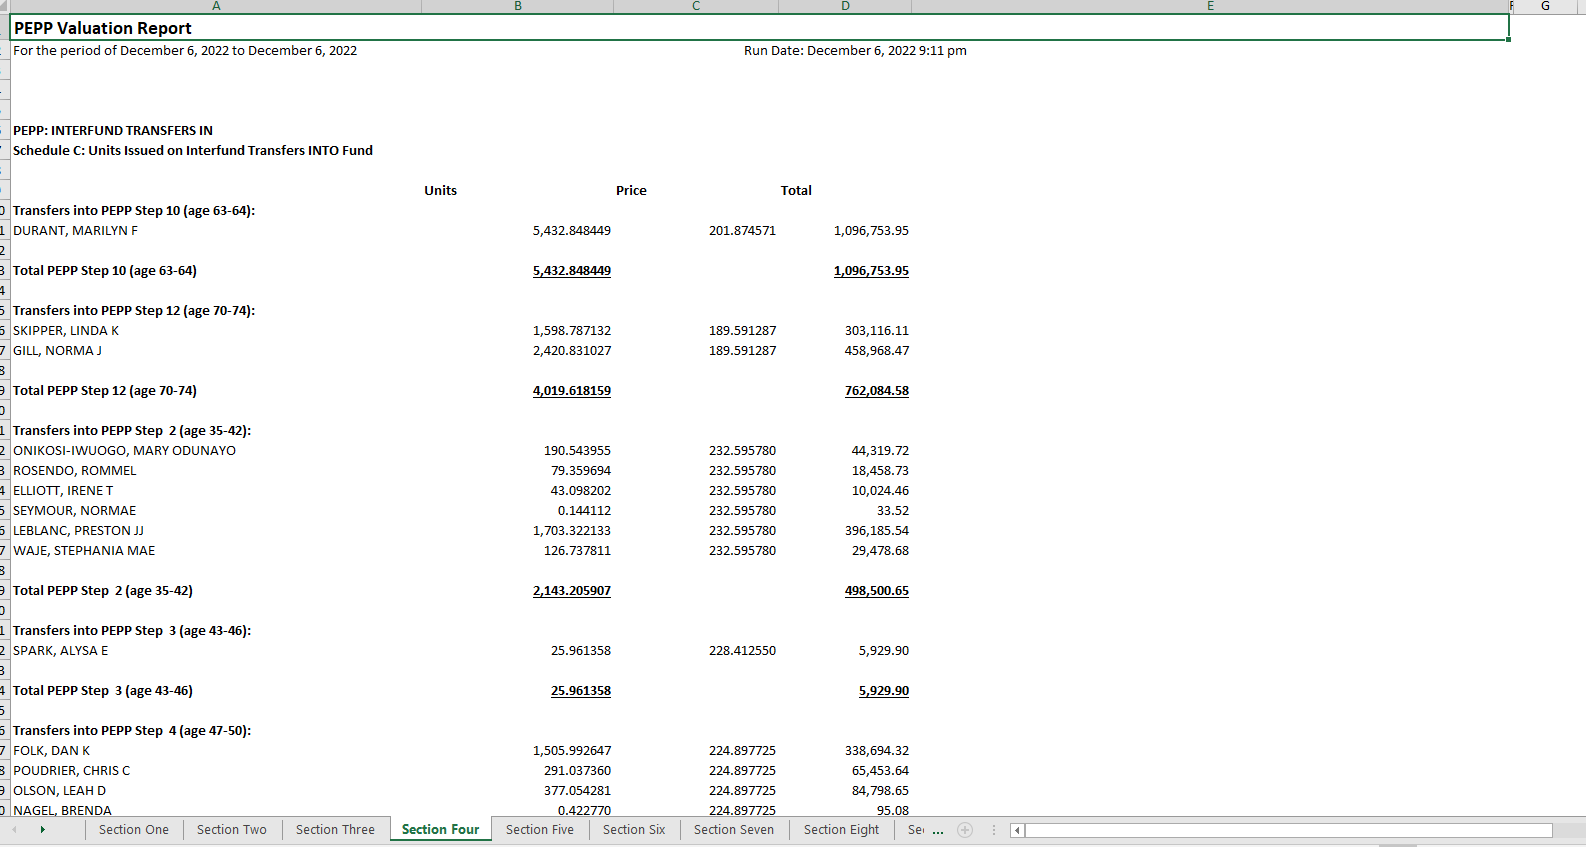 A B C D E F G
PEPP Valuation Report
For the period of December 6, 2022 to December 6, 2022 Run Date: December 6, 2022 9:11 pm
PEPP: INTERFUND TRANSFERS IN
Schedule C: Units Issued on Interfund Transfers INTO Fund
Units Price Total
Transfers into PEPP Step 10 (age 63-64):
DURANT, MARILYN F 5,432.848449 201.874571 1,096,753.95
Total PEPP Step 10 (age 63-64) 5,432.848449 1,096,753.95
Transfers into PEPP Step 12 (age 70-74):
SKIPPER, LINDA K 1,598.787132 189.591287 303,116.11
GILL, NORMA J 2,420.831027 189.591287 458,968.47
Total PEPP Step 12 (age 70-74) 4,019.618159 762,084.58
Transfers into PEPP Step  2 (age 35-42):
ONIKOSI-IWUOGO, MARY ODUNAYO 190.543955 232.595780 44,319.72
ROSENDO, ROMMEL 79.359694 232.595780 18,458.73
ELLIOTT, IRENE T 43.098202 232.595780 10,024.46
SEYMOUR, NORMAE 0.144112 232.595780 33.52
LEBLANC, PRESTON JJ 1,703.322133 232.595780 396,185.54
WAJE, STEPHANIA MAE 126.737811 232.595780 29,478.68
Total PEPP Step  2 (age 35-42) 2,143.205907 498,500.65
Transfers into PEPP Step  3 (age 43-46):
SPARK, ALYSA E 25.961358 228.412550 5,929.90
Total PEPP Step  3 (age 43-46) 25.961358 5,929.90
Transfers into PEPP Step  4 (age 47-50):
FOLK, DAN K 1,505.992647 224.897725 338,694.32
POUDRIER, CHRIS C 291.037360 224.897725 65,453.64
OLSON, LEAH D 377.054281 224.897725 84,798.65
NAGEL, BRENDA 0.422770 224.897725 95.08
Section One Section Two Section Three Section Four Section Five Section Six Section Seven Section Eight Se ...